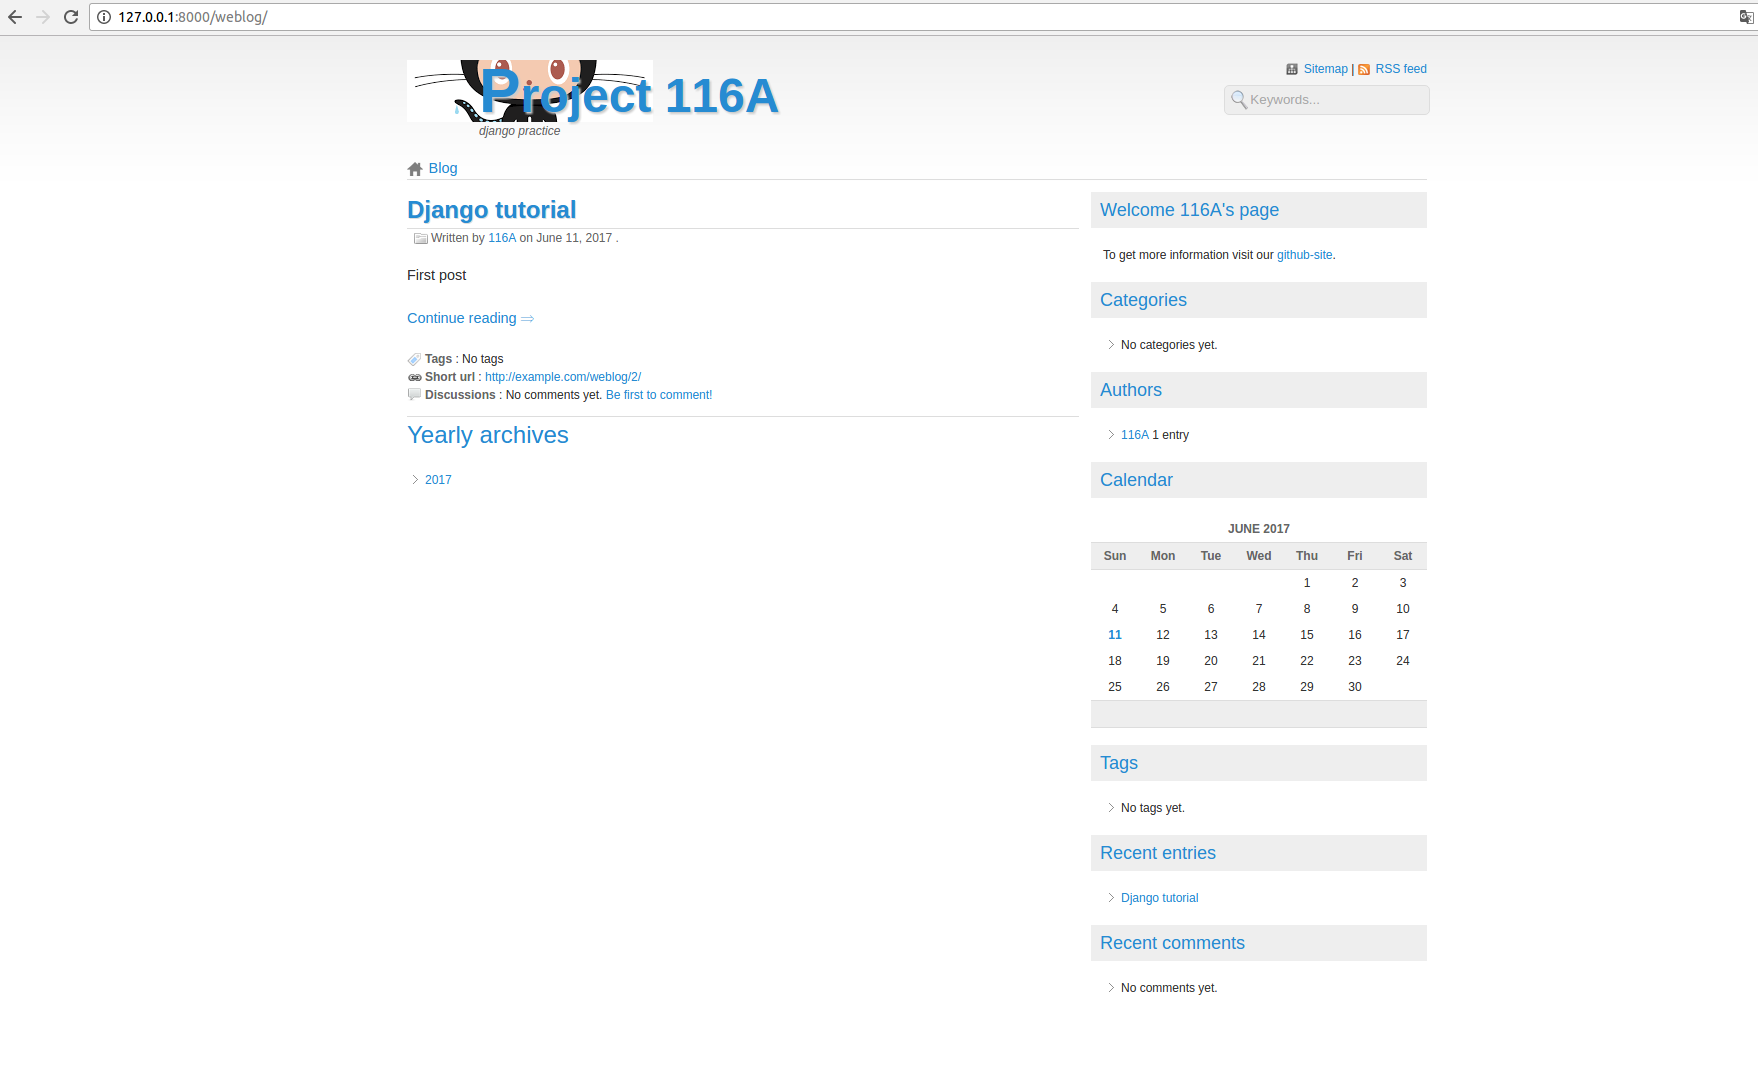 127.0.0.1:8000/weblog/
Project 116A
django practice
Sitemap | RSS feed
Keywords...
Blog
Django tutorial
Written by 116A on June 11, 2017 .
First post
Continue reading ⇒
Tags : No tags
Short url : http://example.com/weblog/2/
Discussions : No comments yet. Be first to comment!
Yearly archives
2017
Welcome 116A's page
To get more information visit our github-site.
Categories
No categories yet.
Authors
116A 1 entry
Calendar
JUNE 2017
Sun Mon Tue Wed Thu Fri Sat
1 2 3
4 5 6 7 8 9 10
11 12 13 14 15 16 17
18 19 20 21 22 23 24
25 26 27 28 29 30
Tags
No tags yet.
Recent entries
Django tutorial
Recent comments
No comments yet.